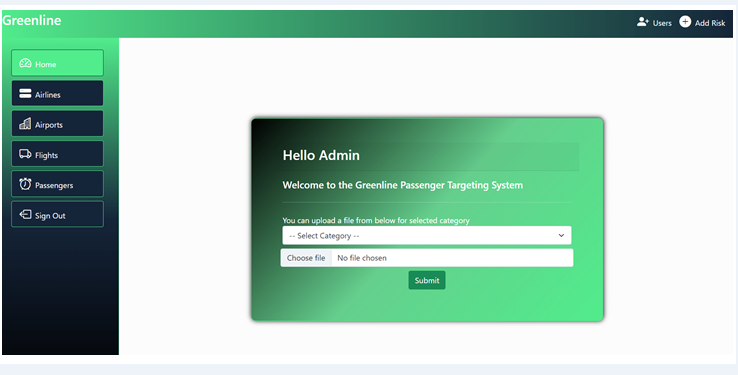 Greenline
Users
Add Risk
Home
Airlines
Airports
Flights
Passengers
Sign Out
Hello Admin
Welcome to the Greenline Passenger Targeting System
You can upload a file from below for selected category
-- Select Category --
Choose file No file chosen
Submit